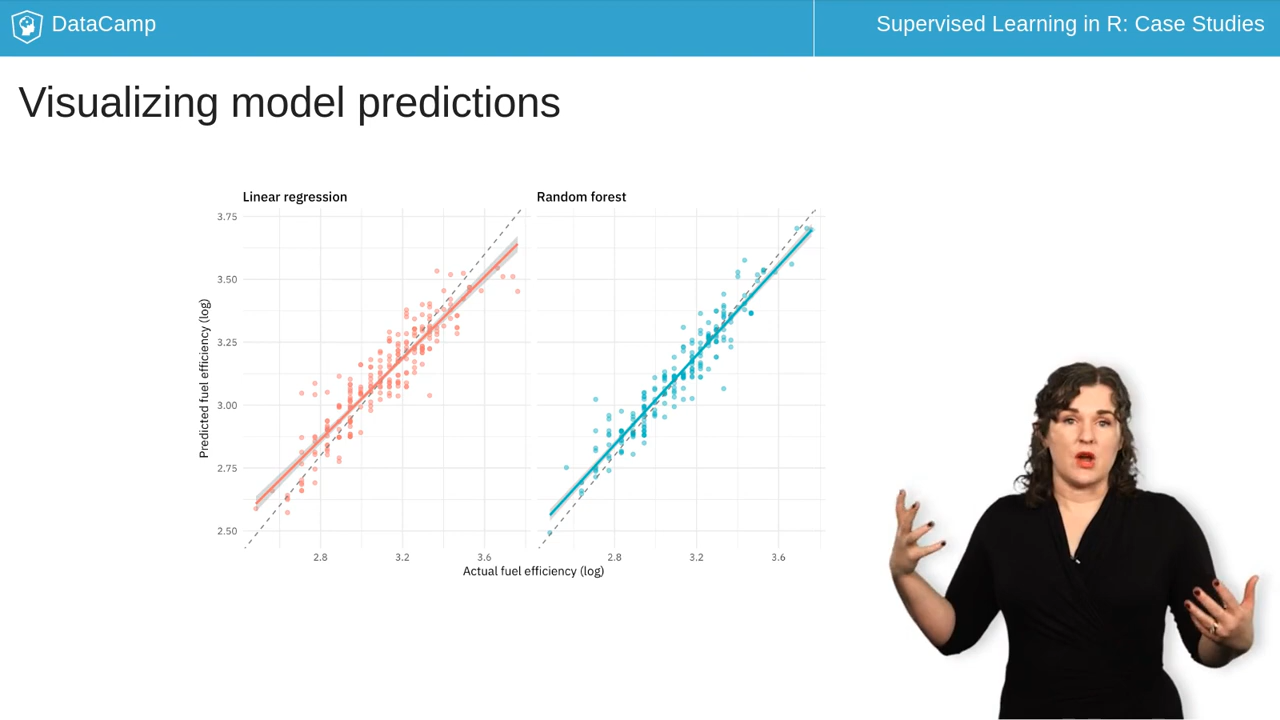 DataCamp
Supervised Learning in R: Case Studies
Visualizing model predictions
Linear regression
Random forest
3.75
3.50
3.25
3.00
2.75
2.50
Predicted fuel efficiency (log)
2.8 3.2 3.6
2.8 3.2 3.6
Actual fuel efficiency (log)